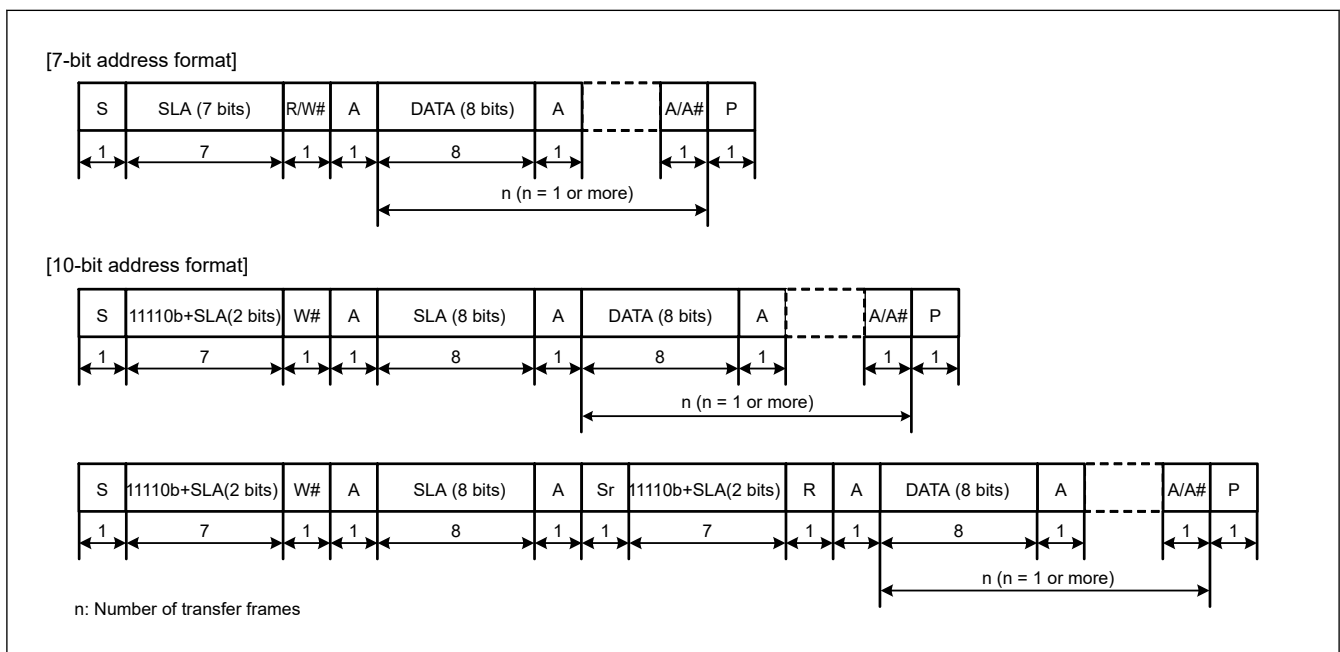 [7-bit address format]
S SLA (7 bits) R/W# A DATA (8 bits) A A/A# P
1 7 1 1 8 1 1 1
n (n = 1 or more)
[10-bit address format]
S 11110b+SLA(2 bits) W# A SLA (8 bits) A DATA (8 bits) A A/A# P
1 7 1 1 8 1 8 1 1 1
n (n = 1 or more)
S 11110b+SLA(2 bits) W# A SLA (8 bits) A Sr 11110b+SLA(2 bits) R A DATA (8 bits) A A/A# P
1 7 1 1 8 1 1 7 1 1 8 1 1 1
n (n = 1 or more)
n: Number of transfer frames